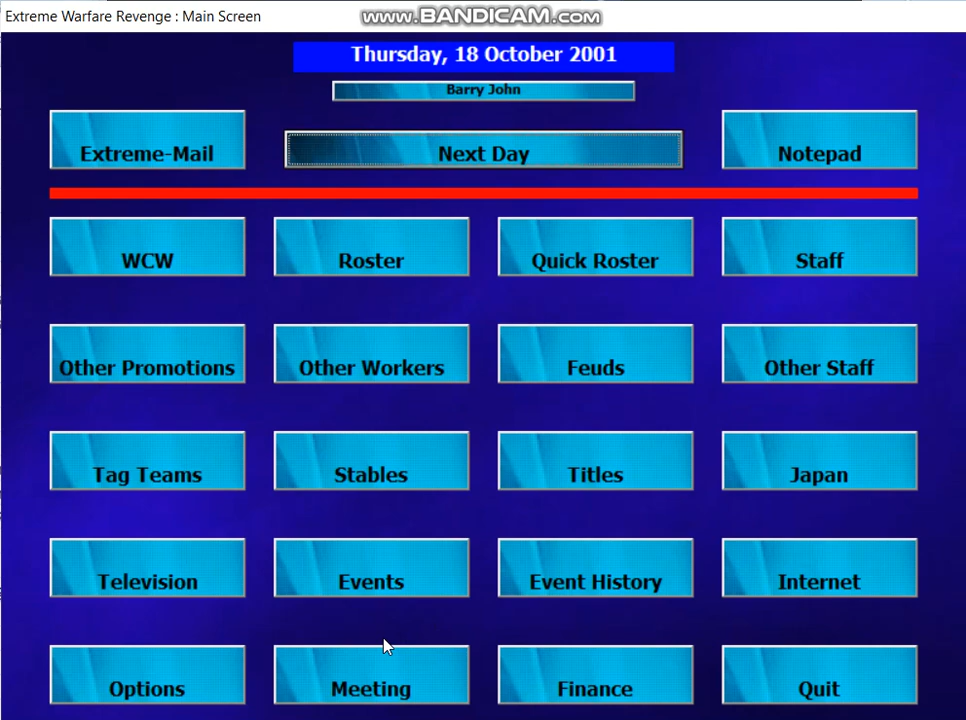 Extreme Warfare Revenge : Main Screen
www.BANDICAM.com
Thursday, 18 October 2001
Barry John
Extreme-Mail
Next Day
Notepad
WCW
Roster
Quick Roster
Staff
Other Promotions
Other Workers
Feuds
Other Staff
Tag Teams
Stables
Titles
Japan
Television
Events
Event History
Internet
Options
Meeting
Finance
Quit